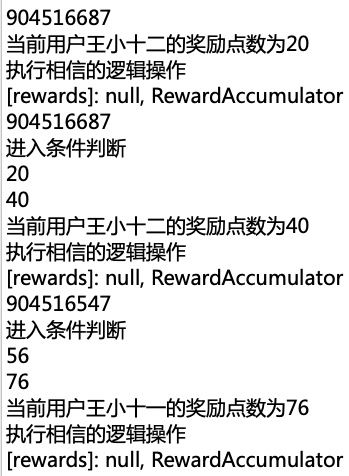 904516687
当前用户王小十二的奖励点数为20
执行相信的逻辑操作
[rewards]: null, RewardAccumulator
904516687
进入条件判断
20
40
当前用户王小十二的奖励点数为40
执行相信的逻辑操作
[rewards]: null, RewardAccumulator
904516547
进入条件判断
56
76
当前用户王小十一的奖励点数为76
执行相信的逻辑操作
[rewards]: null, RewardAccumulator